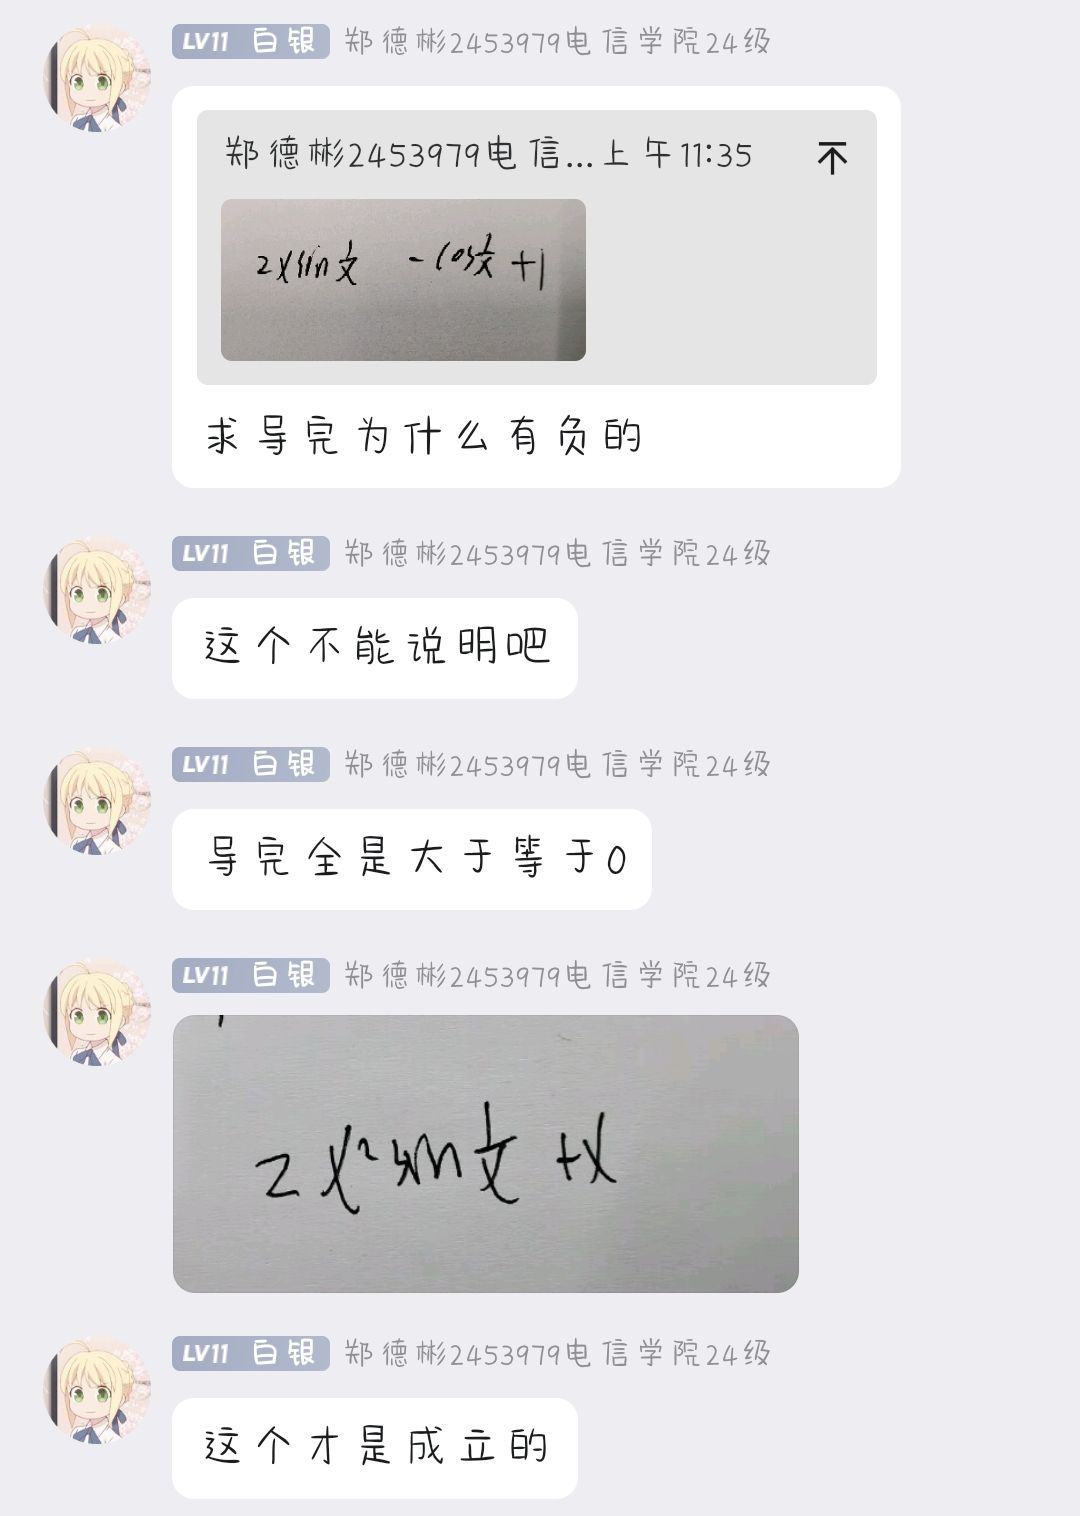 LV11 白银 郑德彬2453979电信学院24级
郑德彬2453979电信...上午11:35
2xsin 1/x - cos 1/x +1
求导完为什么有负的
LV11 白银 郑德彬2453979电信学院24级
这个不能说明吧
LV11 白银 郑德彬2453979电信学院24级
导完全是大于等于0
LV11 白银 郑德彬2453979电信学院24级
2x² sin 1/x +x
LV11 白银 郑德彬2453979电信学院24级
这个才是成立的